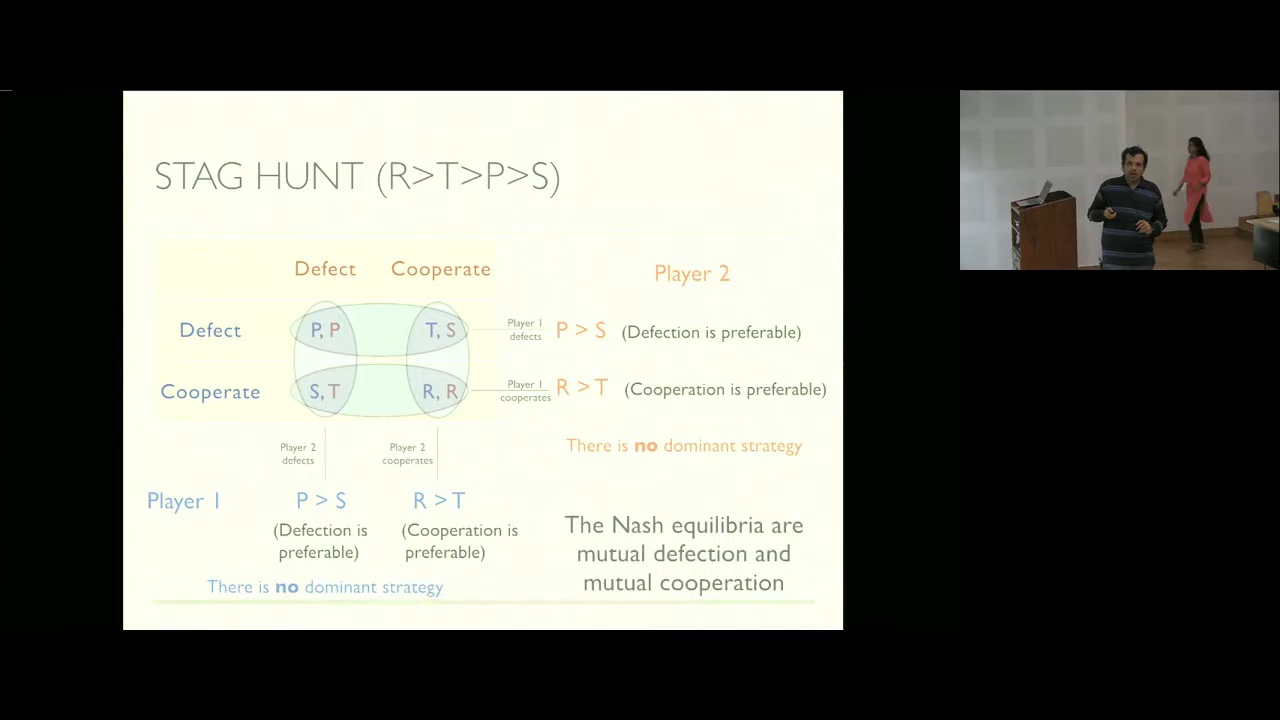 STAG HUNT (R>T>P>S)
Defect Cooperate
Player 2
Defect P, P T, S Player 1 defects P > S (Defection is preferable)
Cooperate S, T R, R Player 1 cooperates R > T (Cooperation is preferable)
There is no dominant strategy
Player 2 defects
Player 2 cooperates
Player 1 P > S R > T
(Defection is preferable)
(Cooperation is preferable)
There is no dominant strategy
The Nash equilibria are
mutual defection and
mutual cooperation